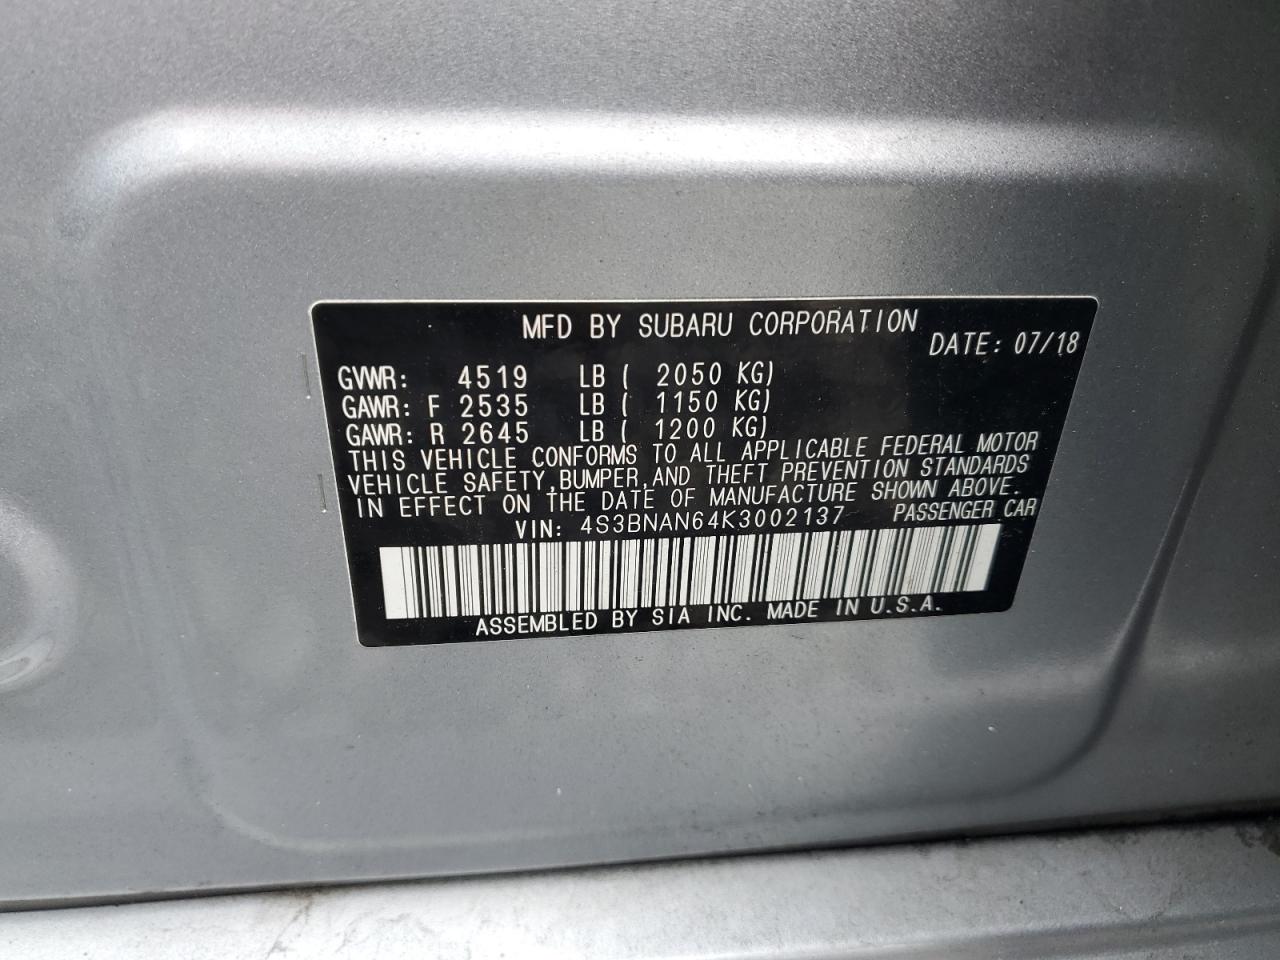 MFD BY SUBARU CORPORATION DATE: 07/18
GVWR: 4519 LB ( 2050 KG)
GAWR: F 2535 LB ( 1150 KG)
GAWR: R 2645 LB ( 1200 KG)
THIS VEHICLE CONFORMS TO ALL APPLICABLE FEDERAL MOTOR
VEHICLE SAFETY,BUMPER,AND THEFT PREVENTION STANDARDS
IN EFFECT ON THE DATE OF MANUFACTURE SHOWN ABOVE.
VIN: 4S3BNAN64K3002137 PASSENGER CAR
ASSEMBLED BY SIA INC. MADE IN U.S.A.